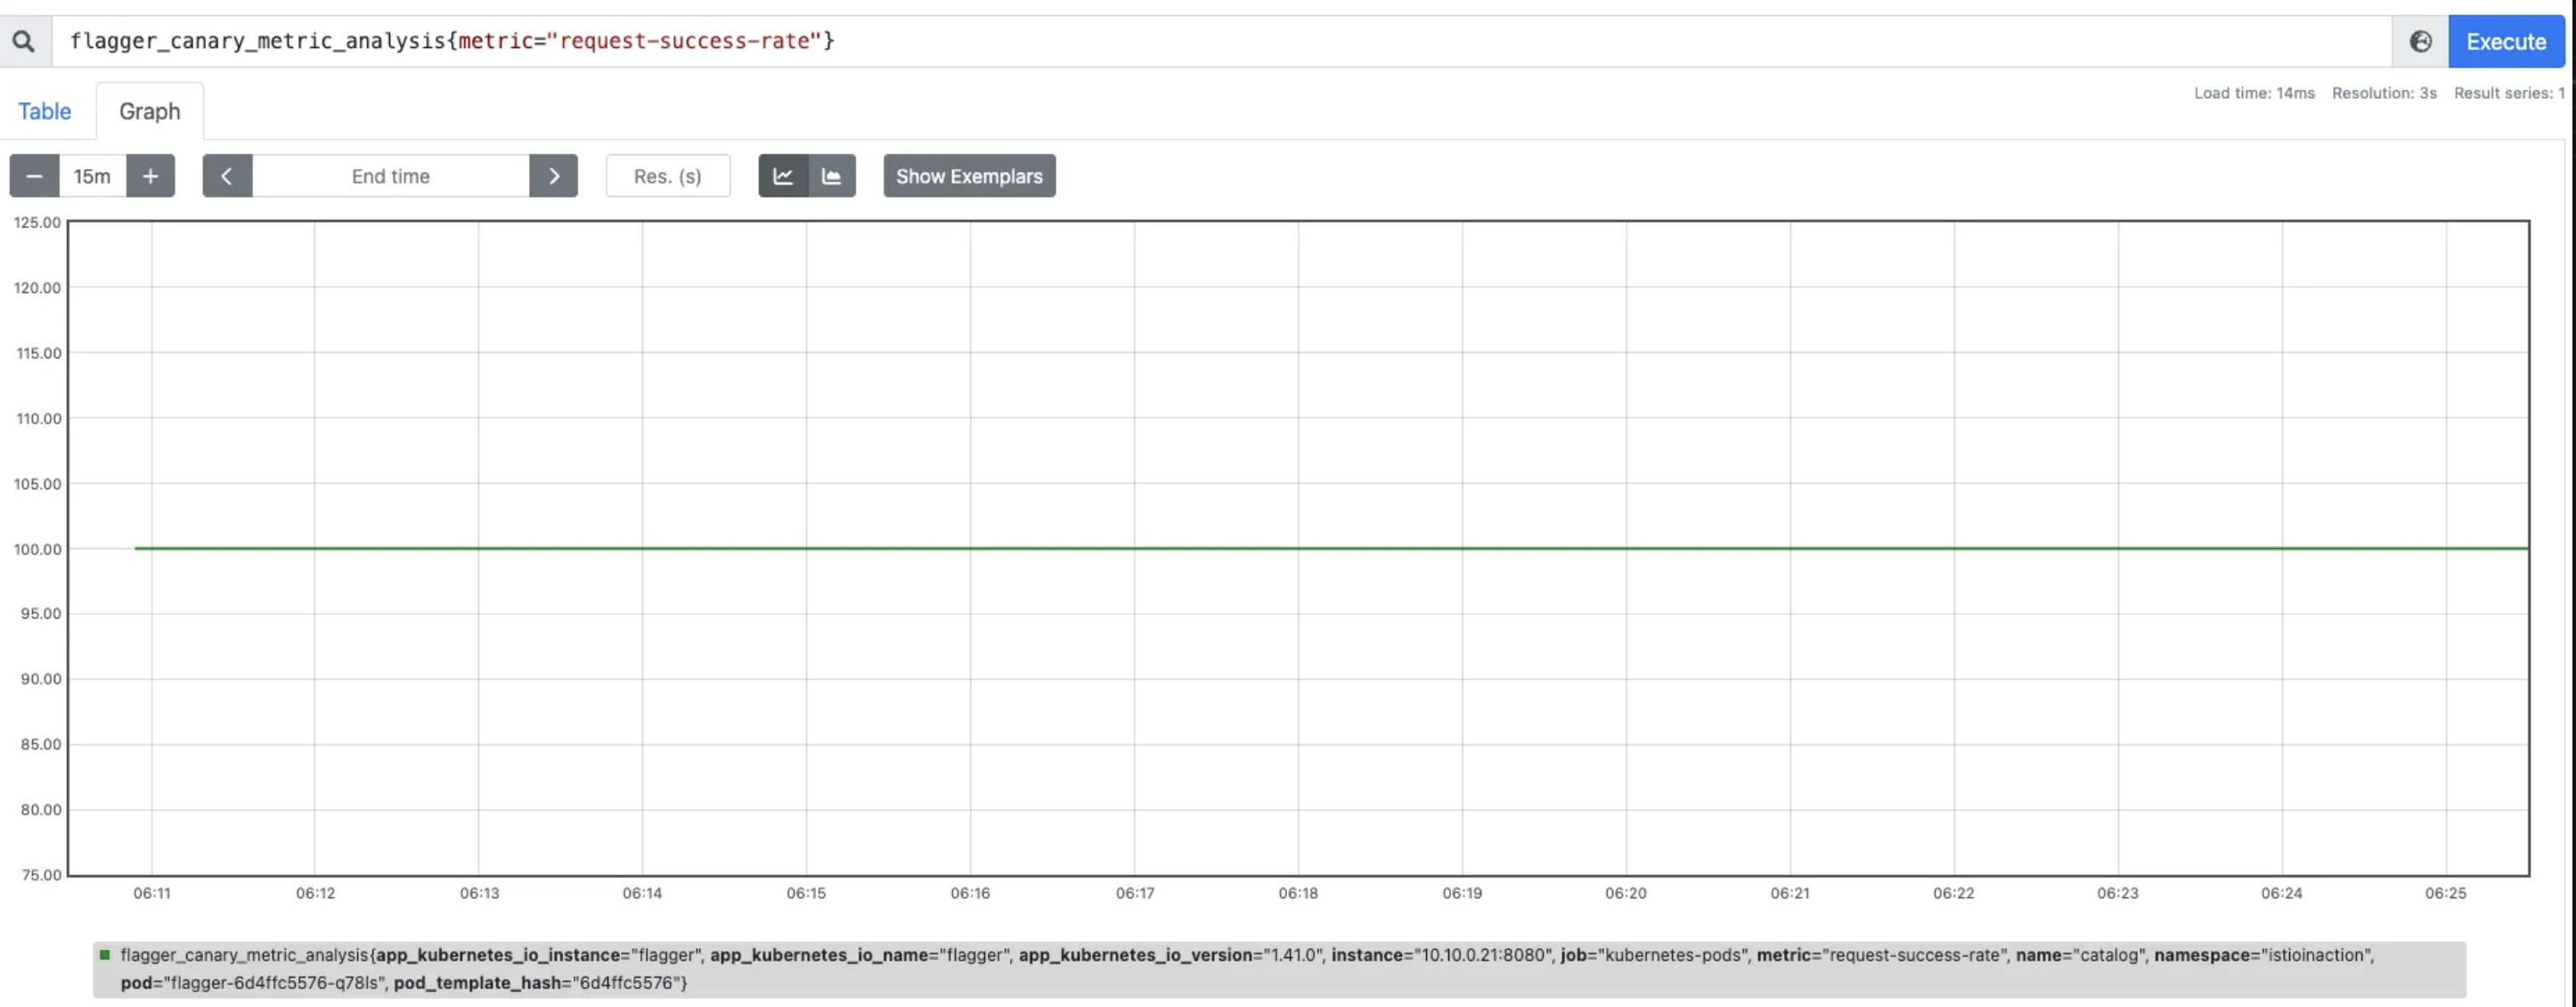 flagger_canary_metric_analysis{metric="request-success-rate"}
Execute
Table
Graph
Load time: 14ms Resolution: 3s Result series: 1
15m
End time
Res. (s)
Show Exemplars
125.00
120.00
115.00
110.00
105.00
100.00
95.00
90.00
85.00
80.00
75.00
06:11 06:12 06:13 06:14 06:15 06:16 06:17 06:18 06:19 06:20 06:21 06:22 06:23 06:24 06:25
flagger_canary_metric_analysis{app_kubernetes_io_instance="flagger", app_kubernetes_io_name="flagger", app_kubernetes_io_version="1.41.0", instance="10.10.0.21:8080", job="kubernetes-pods", metric="request-success-rate", name="catalog", namespace="istioinaction",
pod="flagger-6d4ffc5576-q78ls", pod_template_hash="6d4ffc5576"}